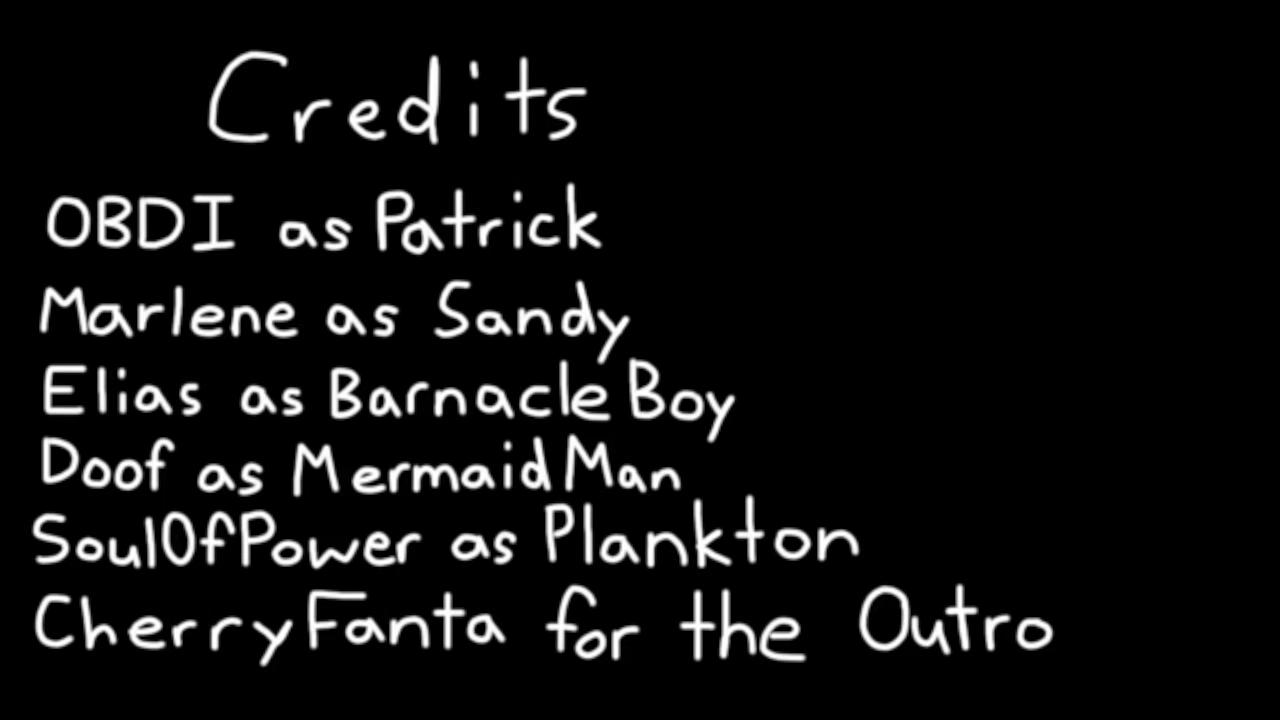 Credits
OBDI as Patrick
Marlene as Sandy
Elias as Barnacle Boy
Doof as Mermaid Man
SoulOfPower as Plankton
CherryFanta for the Outro